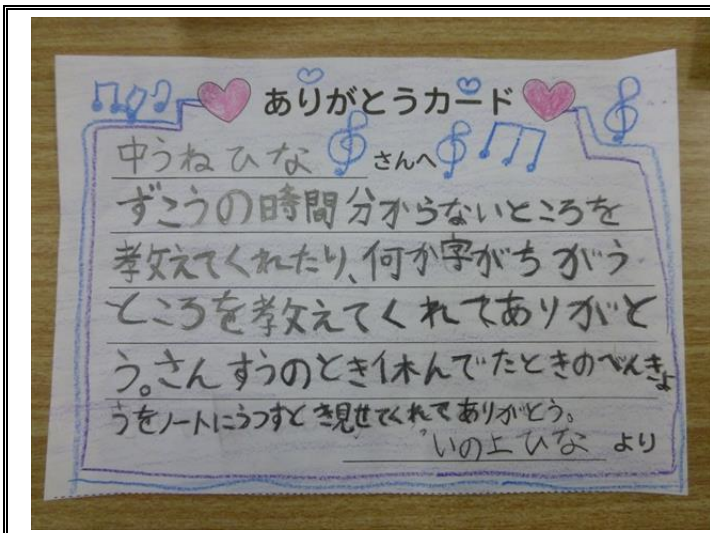 ありがとうカード
中うねひな さんへ
ずこうの時間分からないところを
教えてくれたり、何か字がちがう
ところを教えてくれてありがと
う。さんすうのとき休んでたときのべんきょ
うをノートにうつすとき見せてくれてありがとう。
いの上ひな より